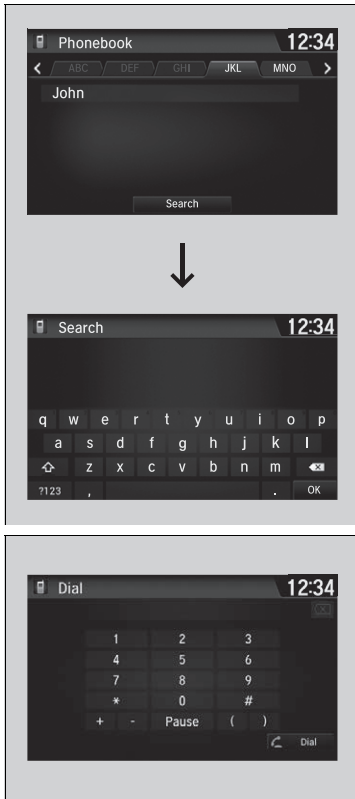 Phonebook 12:34
< ABC DEF GHI JKL MNO >
John
Search
Search 12:34
q w e r t y u i o p
a s d f g h j k l
z x c v b n m
?123 , . OK
Dial 12:34
1 2 3
4 5 6
7 8 9
* 0 #
+ - Pause ( )
Dial